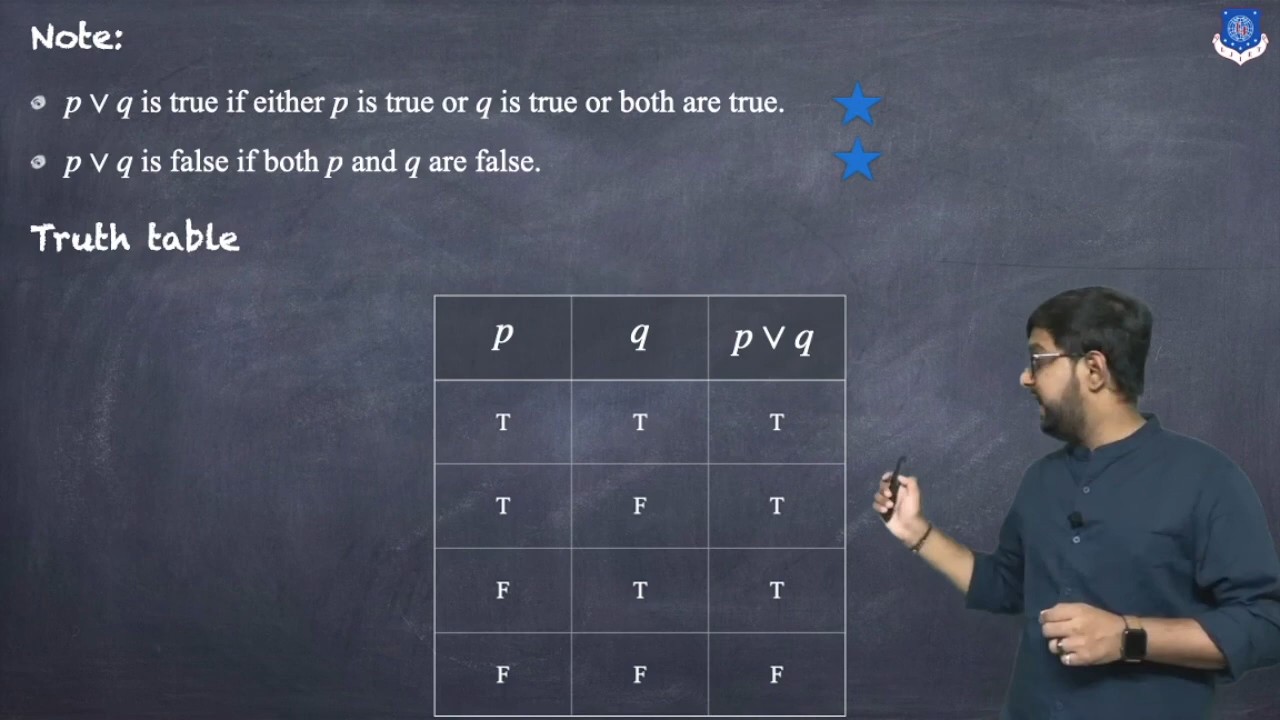 Note:
p ∨ q is true if either p is true or q is true or both are true.
p ∨ q is false if both p and q are false.
Truth table
p q p ∨ q
T T T
T F T
F T T
F F F